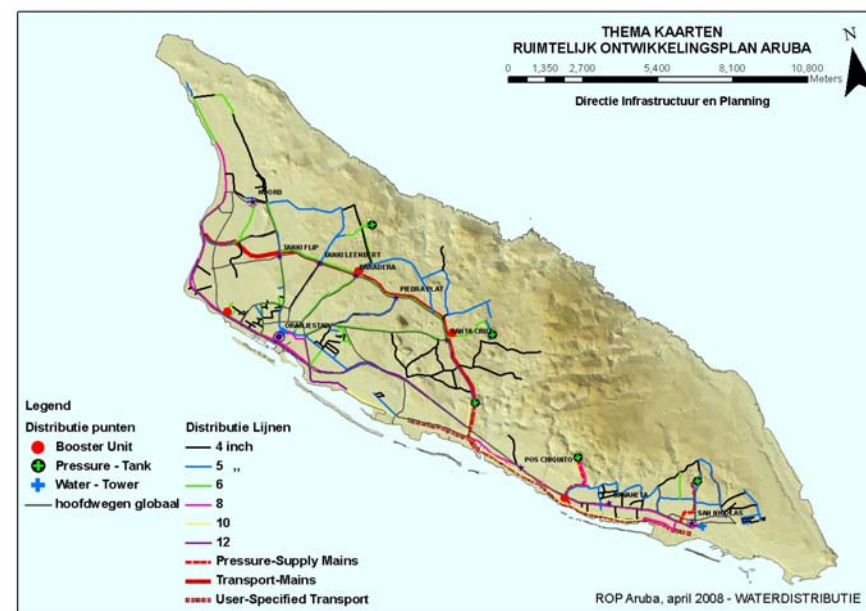 THEMA KAARTEN
RUIMTELIJK ONTWIKKELINGSPLAN ARUBA
N
0 1,350 2,700 5,400 8,100 10,800
Meters
Directie Infrastructuur en Planning
NOORD
TANKI FLIP
TANKI LEENDERT
PARADERA
PIEDRA PLAT
ORANJESTAD
SANTA CRUZ
POS CHIQUITO
SAVANETA
SAN NICOLAS
Legend
Distributie punten
Booster Unit
Pressure - Tank
Water - Tower
hoofdwegen globaal
Distributie Lijnen
4 inch
5 ,,
6
8
10
12
Pressure-Supply Mains
Transport-Mains
User-Specified Transport
ROP Aruba, april 2008 - WATERDISTRIBUTIE